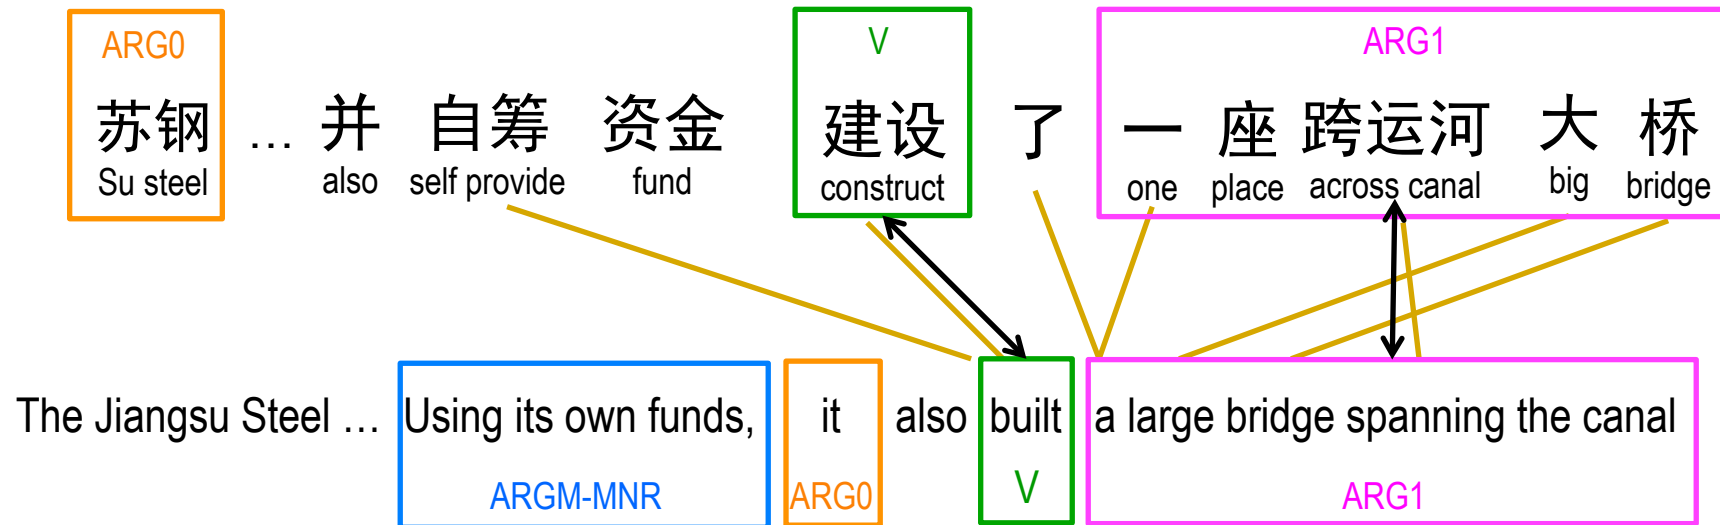 ARG0 V ARG1
苏钢 … 并 自筹 资金 建设 了 一 座 跨运河 大 桥
Su steel also self provide fund construct one place across canal big bridge
The Jiangsu Steel … Using its own funds, it also built a large bridge spanning the canal
ARGM-MNR ARG0 V ARG1